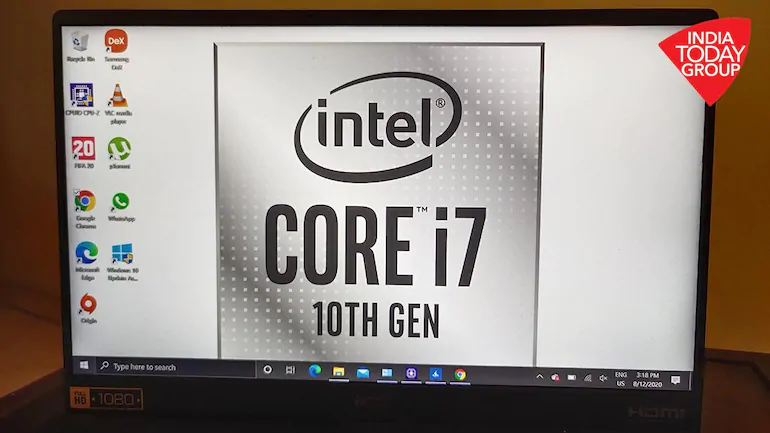 INDIA
TODAY
GROUP
Recycle Bin
DeX
Samsung
DeX
CPUID CPU-Z
VLC media
player
20
FIFA 20
µTorrent
Google
Chrome
WhatsApp
Microsoft
Edge
Windows 10
Update As...
Origin
intel®
CORE™ i7
10TH GEN
Type here to search
ENG
US
3:18 PM
8/12/2020
FULL
HD 1080
HDMI